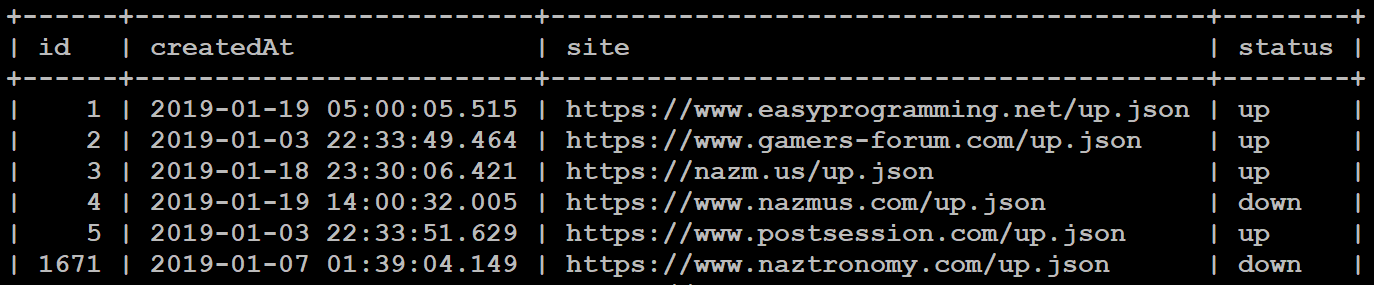 +------+-------------------------+-----------------------------------------+--------+
| id   | createdAt               | site                                    | status |
+------+-------------------------+-----------------------------------------+--------+
|    1 | 2019-01-19 05:00:05.515 | https://www.easyprogramming.net/up.json | up     |
|    2 | 2019-01-03 22:33:49.464 | https://www.gamers-forum.com/up.json    | up     |
|    3 | 2019-01-18 23:30:06.421 | https://nazm.us/up.json                 | up     |
|    4 | 2019-01-19 14:00:32.005 | https://www.nazmus.com/up.json          | down   |
|    5 | 2019-01-03 22:33:51.629 | https://www.postsession.com/up.json     | up     |
| 1671 | 2019-01-07 01:39:04.149 | https://www.naztronomy.com/up.json      | down   |